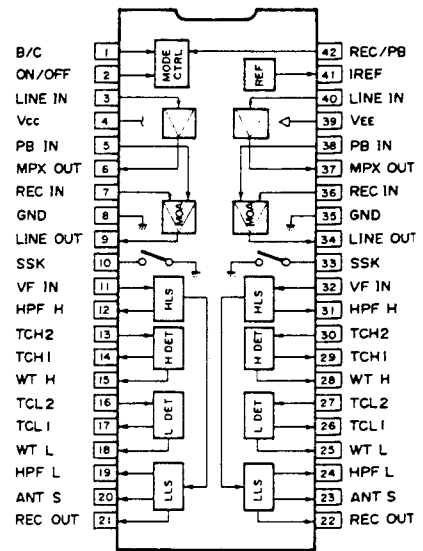 B/C 1 42 REC/PB
ON/OFF 2 MODE CTRL REF 41 IREF
LINE IN 3 40 LINE IN
Vcc 4 39 VEE
PB IN 5 38 PB IN
MPX OUT 6 37 MPX OUT
REC IN 7 36 REC IN
GND 8 MOA MOA 35 GND
LINE OUT 9 34 LINE OUT
SSK 10 33 SSK
VF IN 11 32 VF IN
HPF H 12 HLS HLS 31 HPF H
TCH2 13 30 TCH2
TCH1 14 H DET H DET 29 TCH1
WT H 15 28 WT H
TCL2 16 27 TCL2
TCL1 17 L DET L DET 26 TCL1
WT L 18 25 WT L
HPF L 19 24 HPF L
ANT S 20 LLS LLS 23 ANT S
REC OUT 21 22 REC OUT